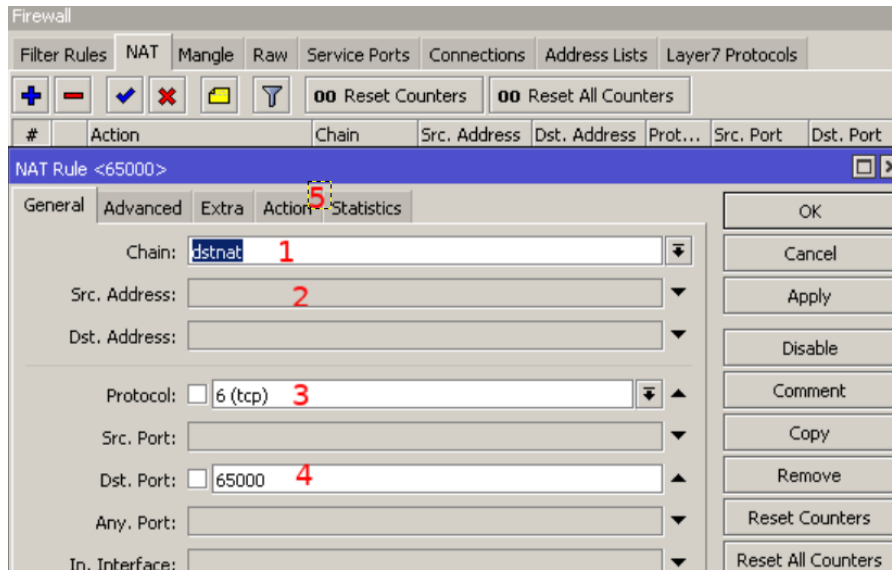 Firewall
Filter Rules NAT Mangle Raw Service Ports Connections Address Lists Layer7 Protocols
00 Reset Counters 00 Reset All Counters
# Action Chain Src. Address Dst. Address Prot... Src. Port Dst. Port
NAT Rule <65000>
General Advanced Extra Action 5 Statistics
OK
Chain: dstnat 1
Cancel
Src. Address: 2
Apply
Dst. Address:
Disable
Protocol: 6 (tcp) 3
Comment
Src. Port:
Copy
Dst. Port: 65000 4
Remove
Any. Port:
Reset Counters
In. Interface:
Reset All Counters